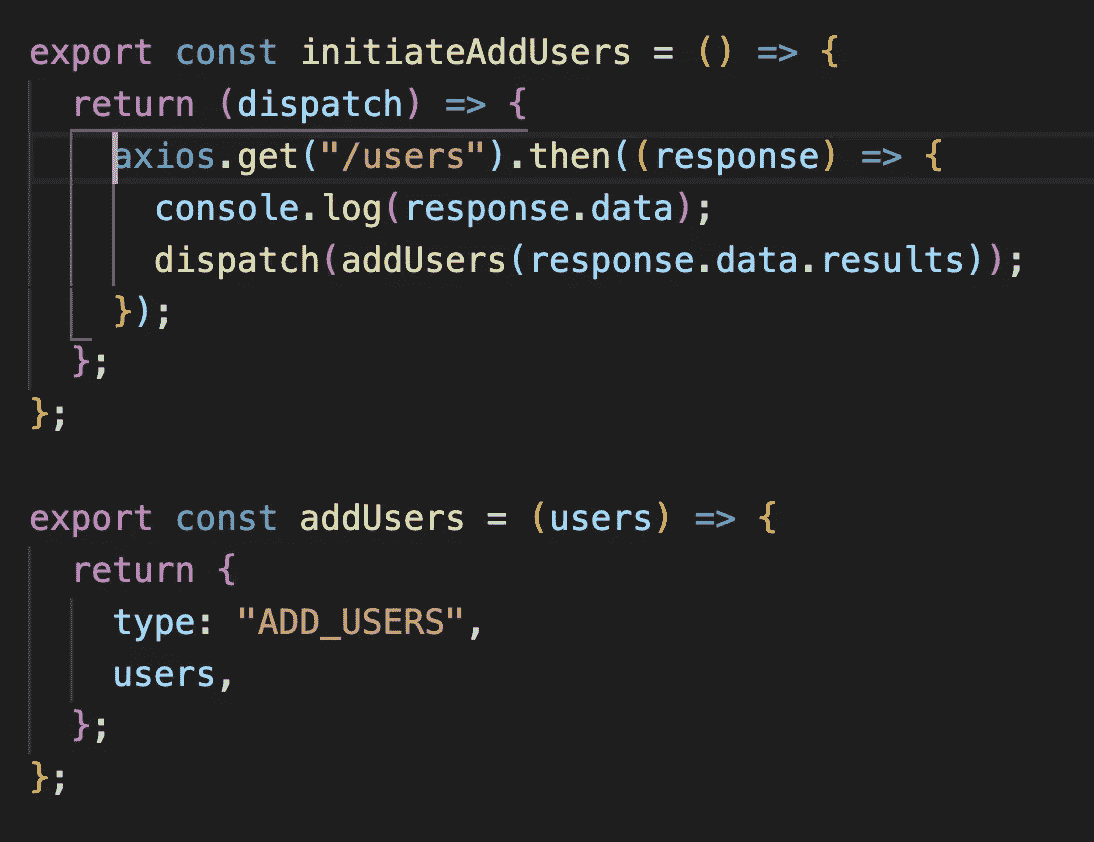 export const initiateAddUsers = () => {
  return (dispatch) => {
    axios.get("/users").then((response) => {
      console.log(response.data);
      dispatch(addUsers(response.data.results));
    });
  };
};

export const addUsers = (users) => {
  return {
    type: "ADD_USERS",
    users,
  };
};